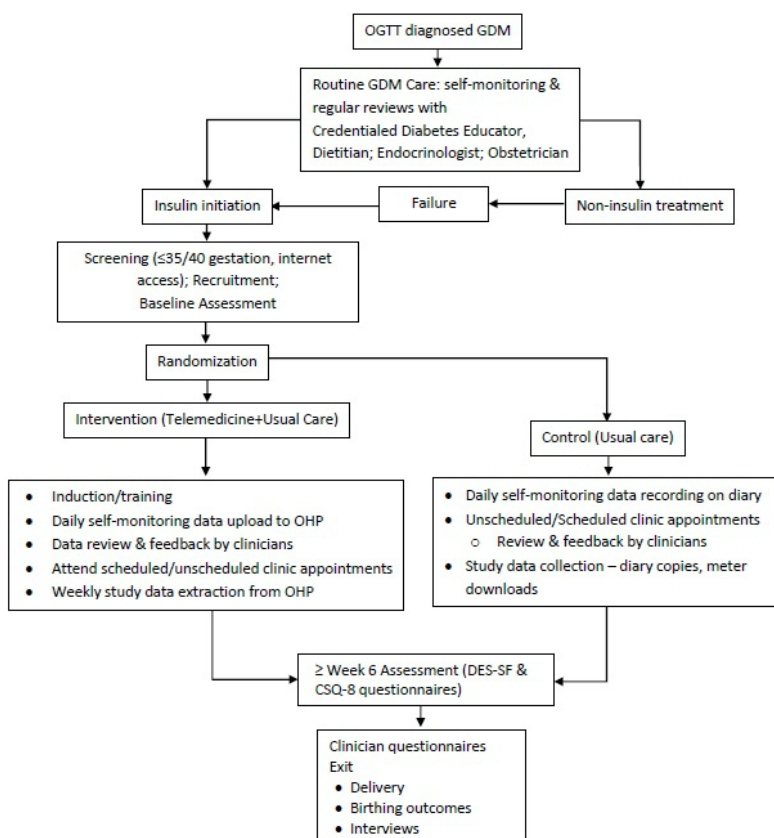 OGTT diagnosed GDM
Routine GDM Care: self-monitoring &
regular reviews with
Credentialed Diabetes Educator,
Dietitian; Endocrinologist; Obstetrician
Insulin initiation
Failure
Non-insulin treatment
Screening (≤35/40 gestation, internet
access); Recruitment;
Baseline Assessment
Randomization
Intervention (Telemedicine+Usual Care)
Control (Usual care)
• Induction/training
• Daily self-monitoring data upload to OHP
• Data review & feedback by clinicians
• Attend scheduled/unscheduled clinic appointments
• Weekly study data extraction from OHP
• Daily self-monitoring data recording on diary
• Unscheduled/Scheduled clinic appointments
o Review & feedback by clinicians
• Study data collection – diary copies, meter
downloads
≥ Week 6 Assessment (DES-SF &
CSQ-8 questionnaires)
Clinician questionnaires
Exit
• Delivery
• Birthing outcomes
• Interviews